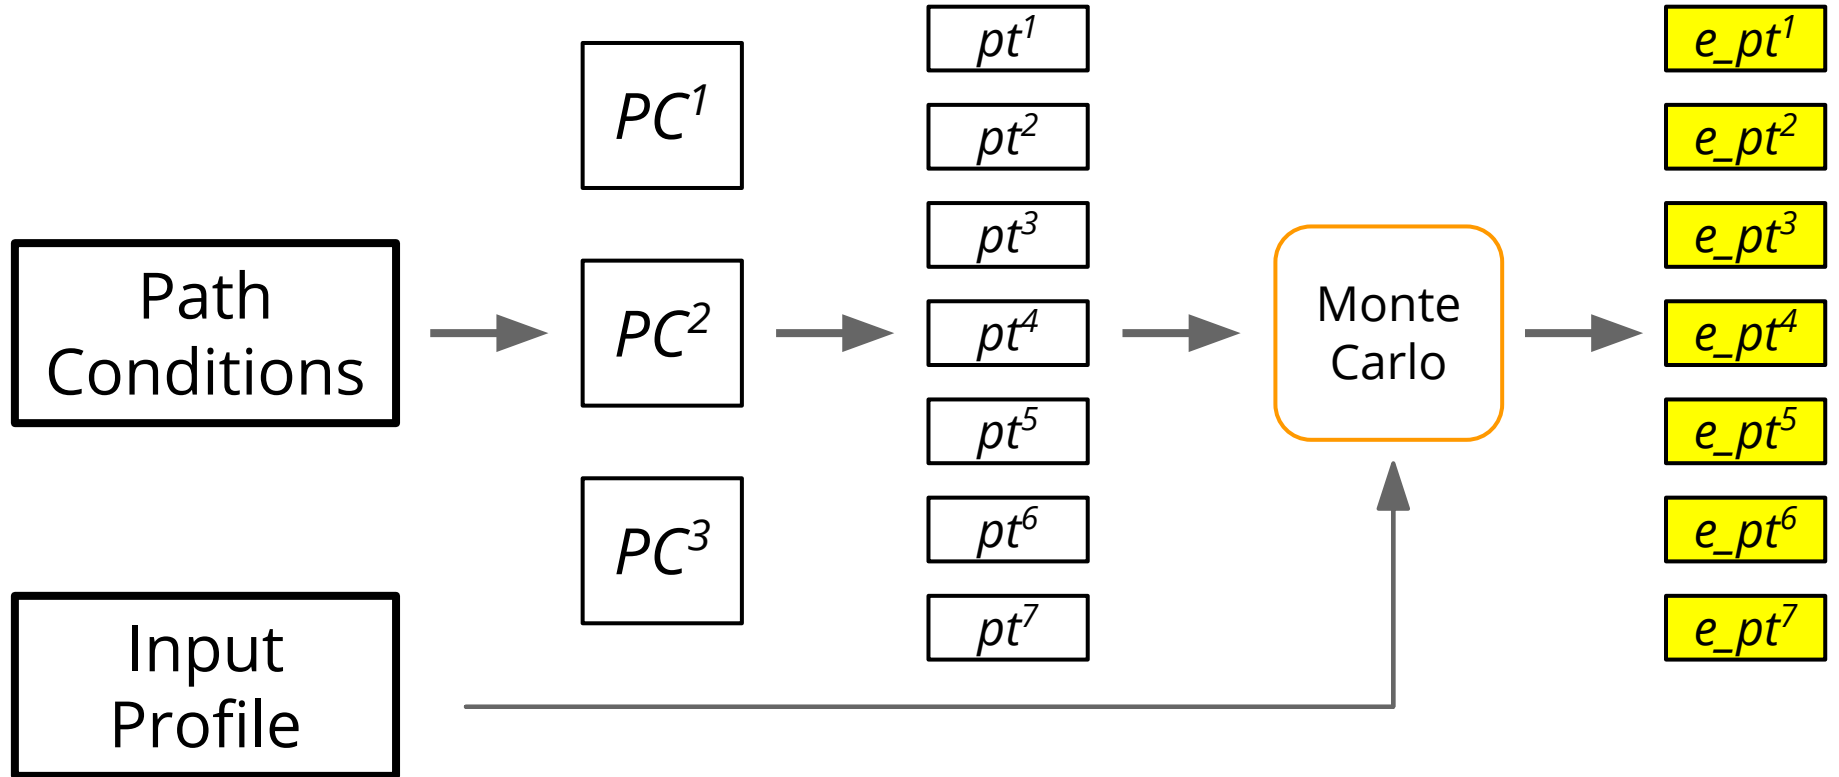 Path
Conditions
Input
Profile
PC¹
PC²
PC³
pt¹
pt²
pt³
pt⁴
pt⁵
pt⁶
pt⁷
Monte
Carlo
e_pt¹
e_pt²
e_pt³
e_pt⁴
e_pt⁵
e_pt⁶
e_pt⁷